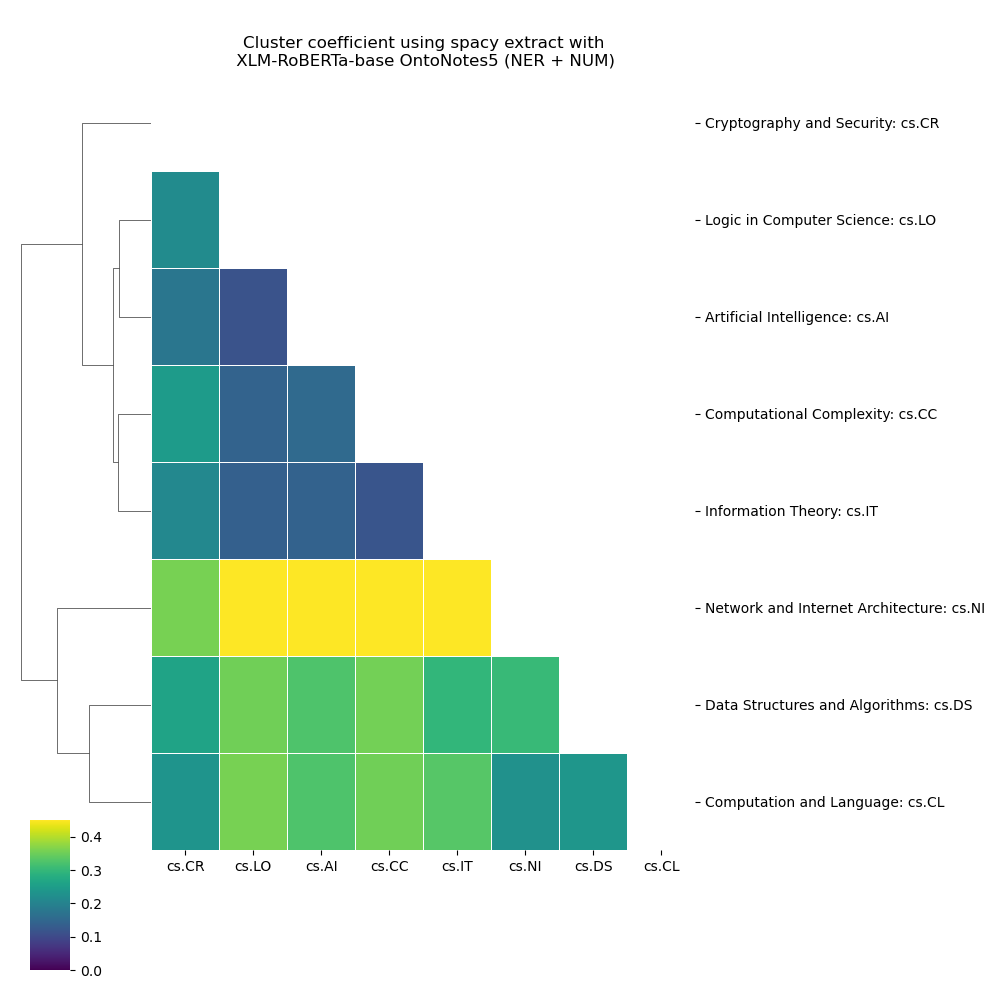 Cluster coefficient using spacy extract with
XLM-RoBERTa-base OntoNotes5 (NER + NUM)
Cryptography and Security: cs.CR
Logic in Computer Science: cs.LO
Artificial Intelligence: cs.AI
Computational Complexity: cs.CC
Information Theory: cs.IT
Network and Internet Architecture: cs.NI
Data Structures and Algorithms: cs.DS
Computation and Language: cs.CL
0.4
0.3
0.2
0.1
0.0
cs.CR cs.LO cs.AI cs.CC cs.IT cs.NI cs.DS cs.CL